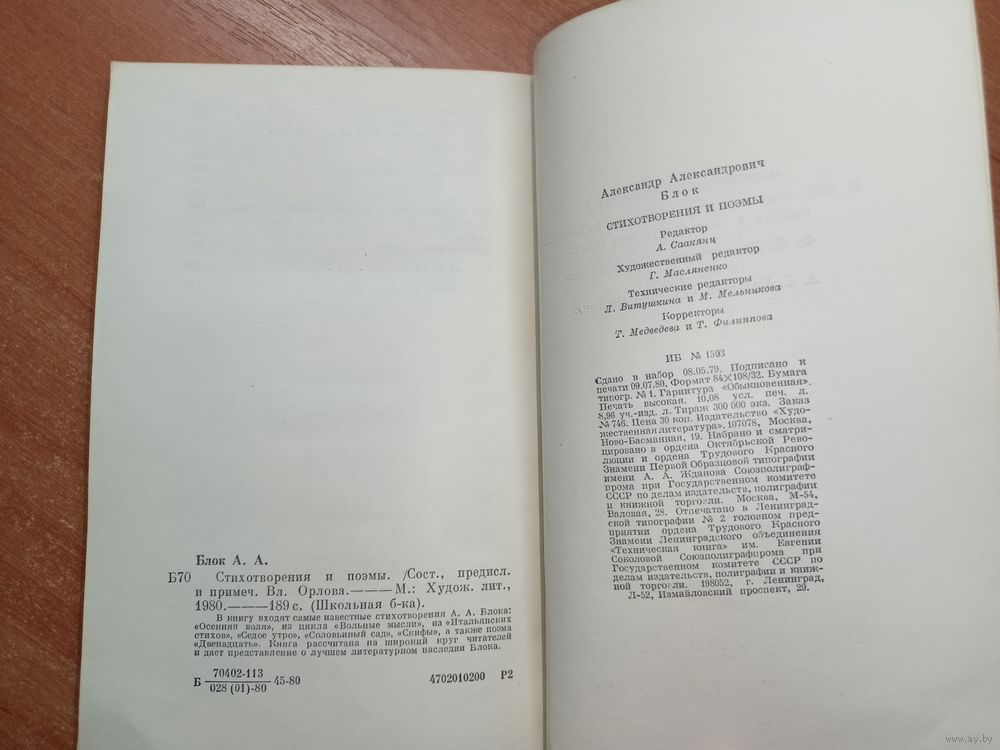 Блок А. А.
Б70 Стихотворения и поэмы. /Сост., предисл.
и примеч. Вл. Орлова.———М.: Худож. лит.,
1980.———189 с. (Школьная б-ка).
В книгу входят самые известные стихотворения А. А. Блока:
«Осенняя воля», из цикла «Вольные мысли», из «Итальянских
стихов», «Седое утро», «Соловьиный сад», «Скифы», а также поэма
«Двенадцать». Книга рассчитана на широкий круг читателей
и дает представление о лучшем литературном наследии Блока.
70402-113
Б 45-80 4702010200 Р2
028 (01)-80
Александр Александрович
Блок
СТИХОТВОРЕНИЯ И ПОЭМЫ
Редактор
А. Саакянц
Художественный редактор
Г. Масляненко
Технические редакторы
Л. Витушкина и М. Мельникова
Корректоры
Т. Медведева и Т. Филиппова
ИБ № 1593
Сдано в набор 08.05.79. Подписано к
печати 09.07.80. Формат 84×108/32. Бумага
типогр. № 1. Гарнитура «Обыкновенная».
Печать высокая. 10,08 усл. печ. л.
8,96 уч.-изд. л. Тираж 300 000 экз. Заказ
№ 746. Цена 30 коп. Издательство «Худо-
жественная литература», 107078, Москва,
Ново-Басманная, 19. Набрано и сматри-
цировано в ордена Октябрьской Рево-
люции и ордена Трудового Красного
Знамени Первой Образцовой типографии
имени А. А. Жданова Союзполиграф-
прома при Государственном комитете
СССР по делам издательств, полиграфии
и книжной торговли. Москва, М-54,
Валовая, 28. Отпечатано в Ленинград-
ской типографии № 2 головном пред-
приятии ордена Трудового Красного
Знамени Ленинградского объединения
«Техническая книга» им. Евгении
Соколовой Союзполиграфпрома при
Государственном комитете СССР по
делам издательств, полиграфии и книж-
ной торговли. 198052, г. Ленинград,
Л-52, Измайловский проспект, 29.
www.ay.by